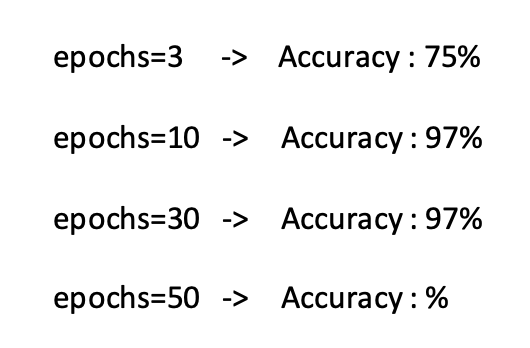 epochs=3 -> Accuracy : 75%
epochs=10 -> Accuracy : 97%
epochs=30 -> Accuracy : 97%
epochs=50 -> Accuracy : %